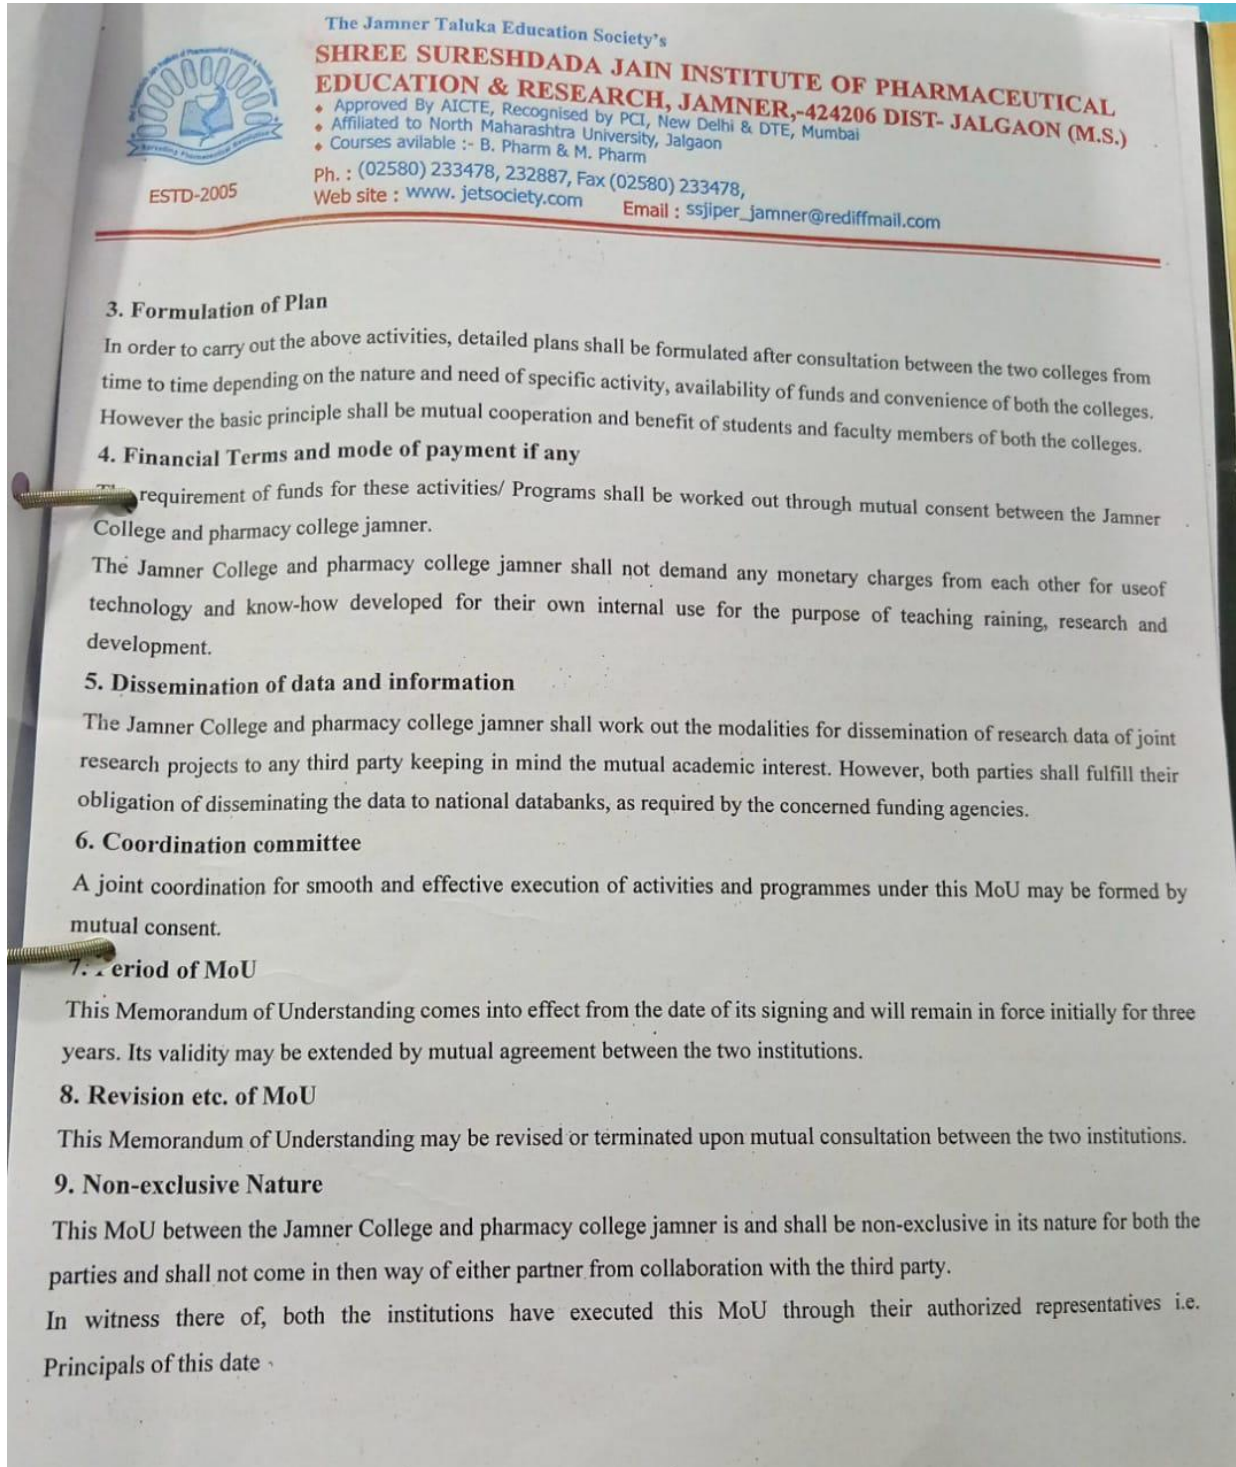 The Jamner Taluka Education Society's
SHREE SURESHDADA JAIN INSTITUTE OF PHARMACEUTICAL
EDUCATION & RESEARCH, JAMNER,-424206 DIST- JALGAON (M.S.)
• Approved By AICTE, Recognised by PCI, New Delhi & DTE, Mumbai
• Affiliated to North Maharashtra University, Jalgaon
• Courses avilable :- B. Pharm & M. Pharm
Ph. : (02580) 233478, 232887, Fax (02580) 233478,
Web site : www. jetsociety.com Email : ssjiper_jamner@rediffmail.com
ESTD-2005
3. Formulation of Plan
In order to carry out the above activities, detailed plans shall be formulated after consultation between the two colleges from
time to time depending on the nature and need of specific activity, availability of funds and convenience of both the colleges.
However the basic principle shall be mutual cooperation and benefit of students and faculty members of both the colleges.
4. Financial Terms and mode of payment if any
requirement of funds for these activities/ Programs shall be worked out through mutual consent between the Jamner
College and pharmacy college jamner.
The Jamner College and pharmacy college jamner shall not demand any monetary charges from each other for useof
technology and know-how developed for their own internal use for the purpose of teaching raining, research and
development.
5. Dissemination of data and information
The Jamner College and pharmacy college jamner shall work out the modalities for dissemination of research data of joint
research projects to any third party keeping in mind the mutual academic interest. However, both parties shall fulfill their
obligation of disseminating the data to national databanks, as required by the concerned funding agencies.
6. Coordination committee
A joint coordination for smooth and effective execution of activities and programmes under this MoU may be formed by
mutual consent.
7. Period of MoU
This Memorandum of Understanding comes into effect from the date of its signing and will remain in force initially for three
years. Its validity may be extended by mutual agreement between the two institutions.
8. Revision etc. of MoU
This Memorandum of Understanding may be revised or terminated upon mutual consultation between the two institutions.
9. Non-exclusive Nature
This MoU between the Jamner College and pharmacy college jamner is and shall be non-exclusive in its nature for both the
parties and shall not come in then way of either partner from collaboration with the third party.
In witness there of, both the institutions have executed this MoU through their authorized representatives i.e.
Principals of this date